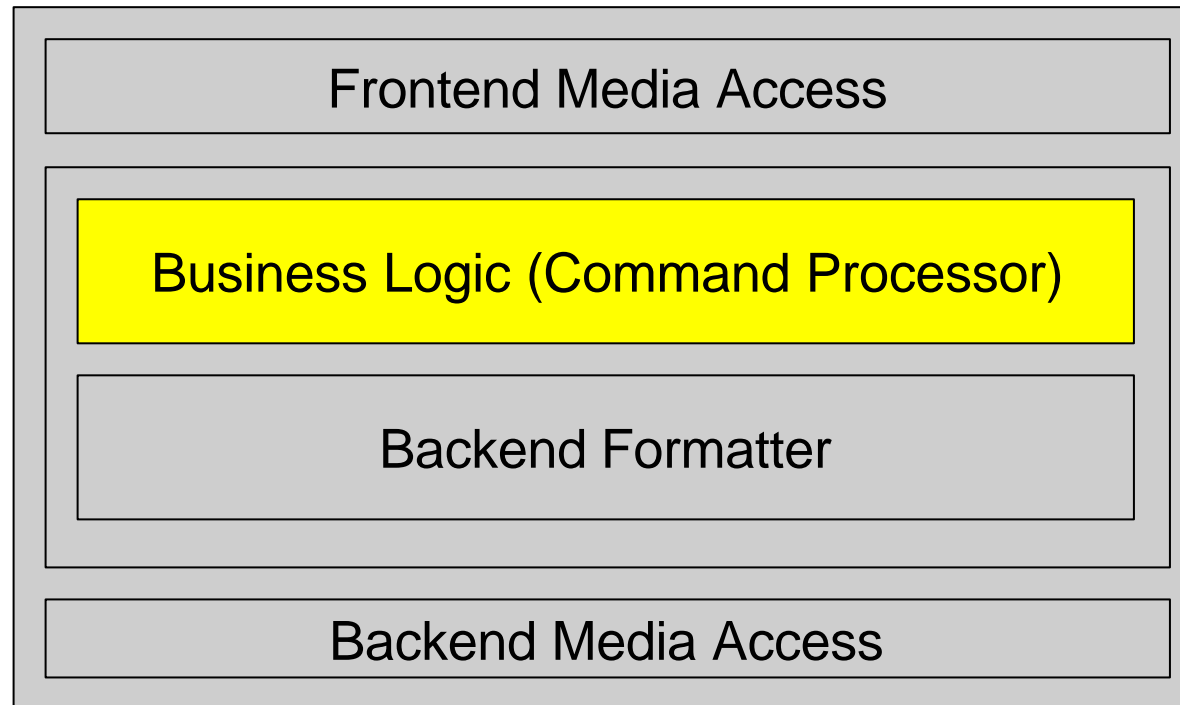 Frontend Media Access
Business Logic (Command Processor)
Backend Formatter
Backend Media Access